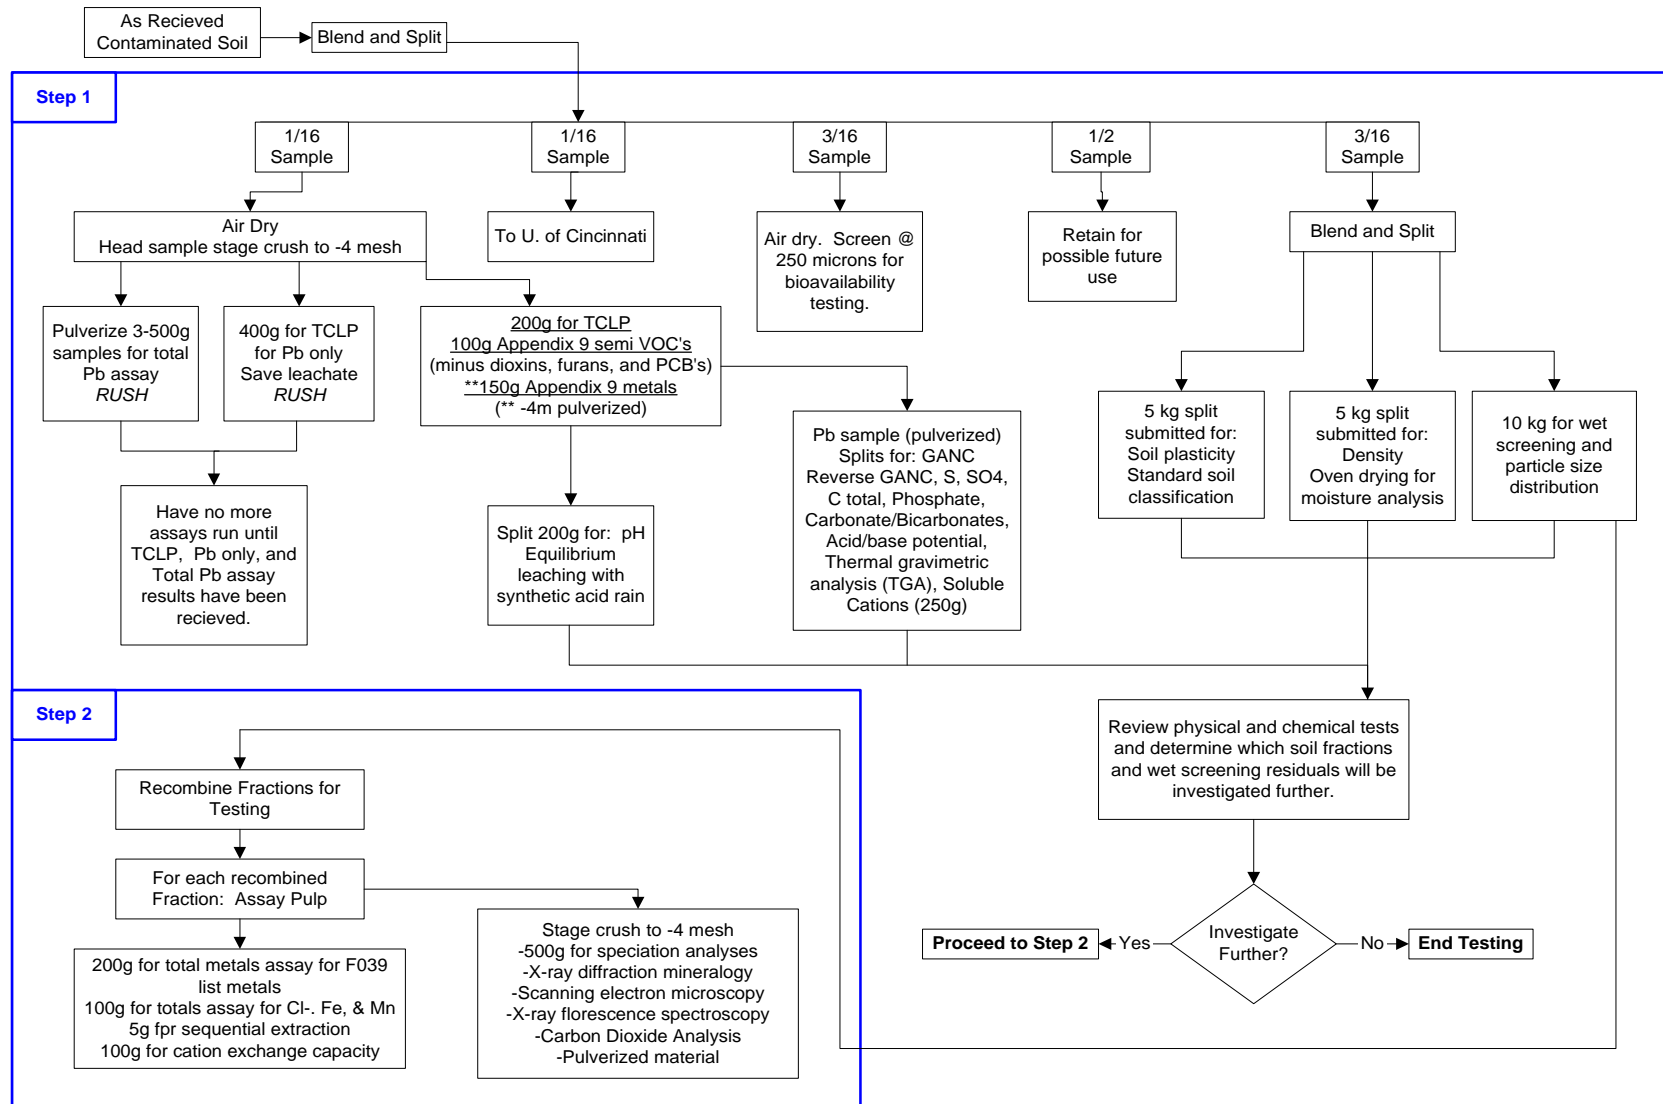 As Recieved
Contaminated Soil
Blend and Split
Step 1
1/16
Sample
1/16
Sample
3/16
Sample
1/2
Sample
3/16
Sample
Air Dry
Head sample stage crush to -4 mesh
To U. of Cincinnati
Air dry. Screen @
250 microns for
bioavailability
testing.
Retain for
possible future
use
Blend and Split
Pulverize 3-500g
samples for total
Pb assay
RUSH
400g for TCLP
for Pb only
Save leachate
RUSH
200g for TCLP
100g Appendix 9 semi VOC's
(minus dioxins, furans, and PCB's)
**150g Appendix 9 metals
(** -4m pulverized)
Have no more
assays run until
TCLP, Pb only, and
Total Pb assay
results have been
recieved.
Split 200g for: pH
Equilibrium
leaching with
synthetic acid rain
Pb sample (pulverized)
Splits for: GANC
Reverse GANC, S, SO4,
C total, Phosphate,
Carbonate/Bicarbonates,
Acid/base potential,
Thermal gravimetric
analysis (TGA), Soluble
Cations (250g)
5 kg split
submitted for:
Soil plasticity
Standard soil
classification
5 kg split
submitted for:
Density
Oven drying for
moisture analysis
10 kg for wet
screening and
particle size
distribution
Review physical and chemical tests
and determine which soil fractions
and wet screening residuals will be
investigated further.
Investigate
Further?
Yes
Proceed to Step 2
No
End Testing
Step 2
Recombine Fractions for
Testing
For each recombined
Fraction: Assay Pulp
200g for total metals assay for F039
list metals
100g for totals assay for Cl-. Fe, & Mn
5g fpr sequential extraction
100g for cation exchange capacity
Stage crush to -4 mesh
-500g for speciation analyses
-X-ray diffraction mineralogy
-Scanning electron microscopy
-X-ray florescence spectroscopy
-Carbon Dioxide Analysis
-Pulverized material